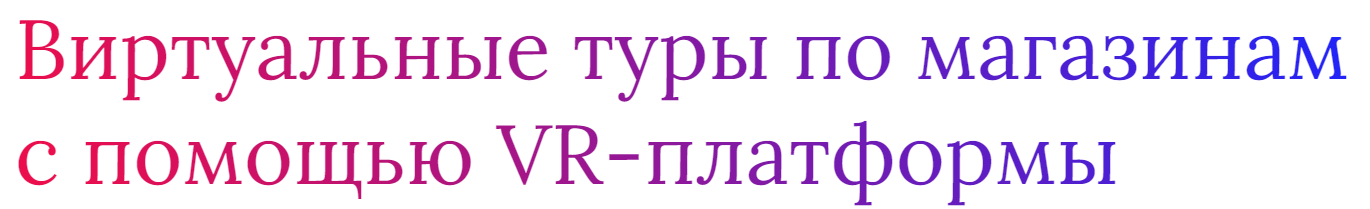 Виртуальные туры по магазинам
с помощью VR-платформы